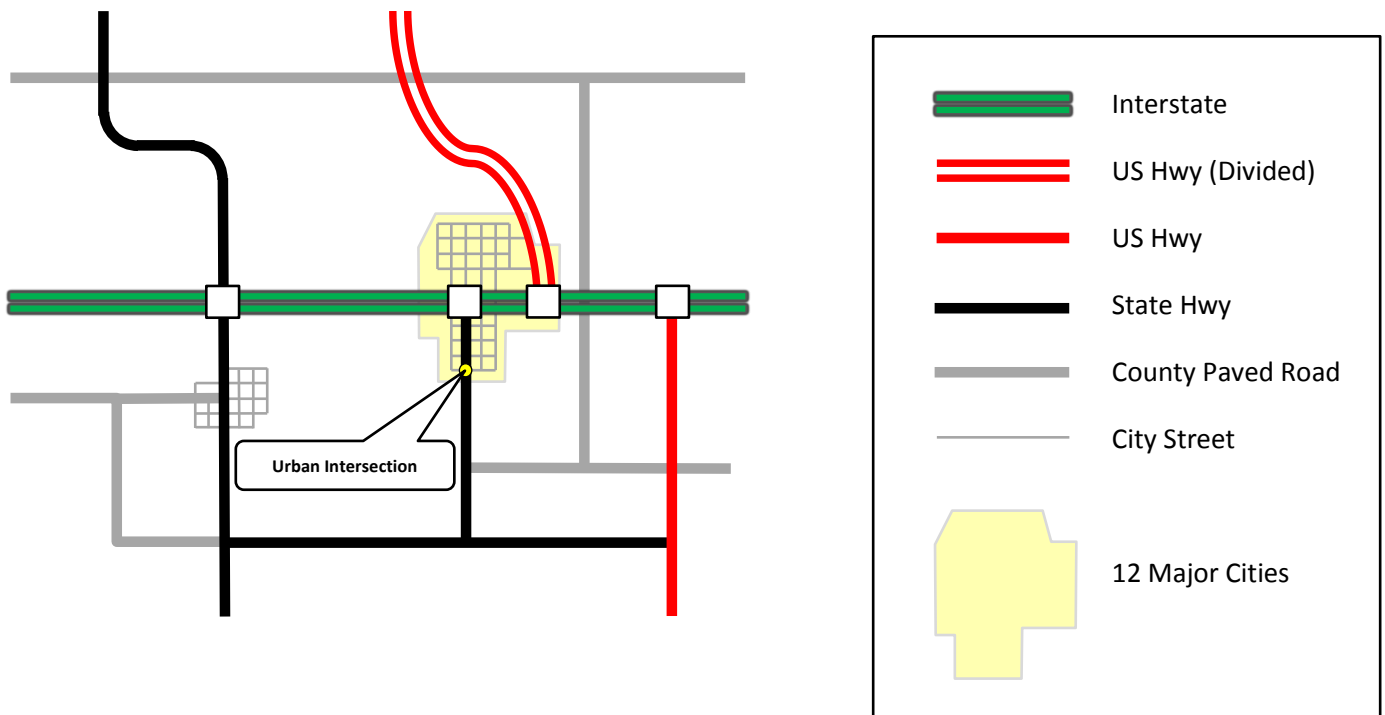 Urban Intersection
Interstate
US Hwy (Divided)
US Hwy
State Hwy
County Paved Road
City Street
12 Major Cities